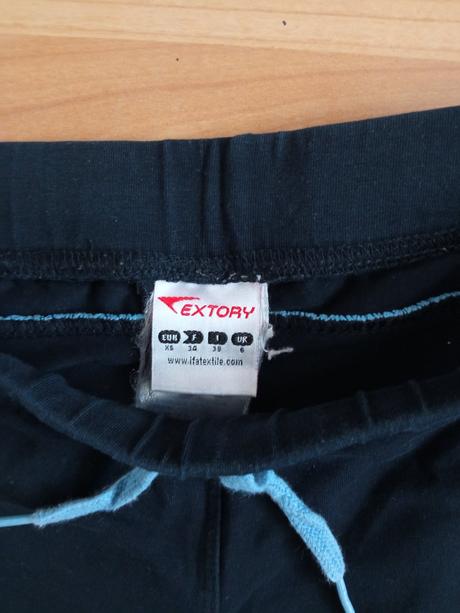 EXTORY
EUR F I UK
XS 34 38 6
www.ifatextile.com